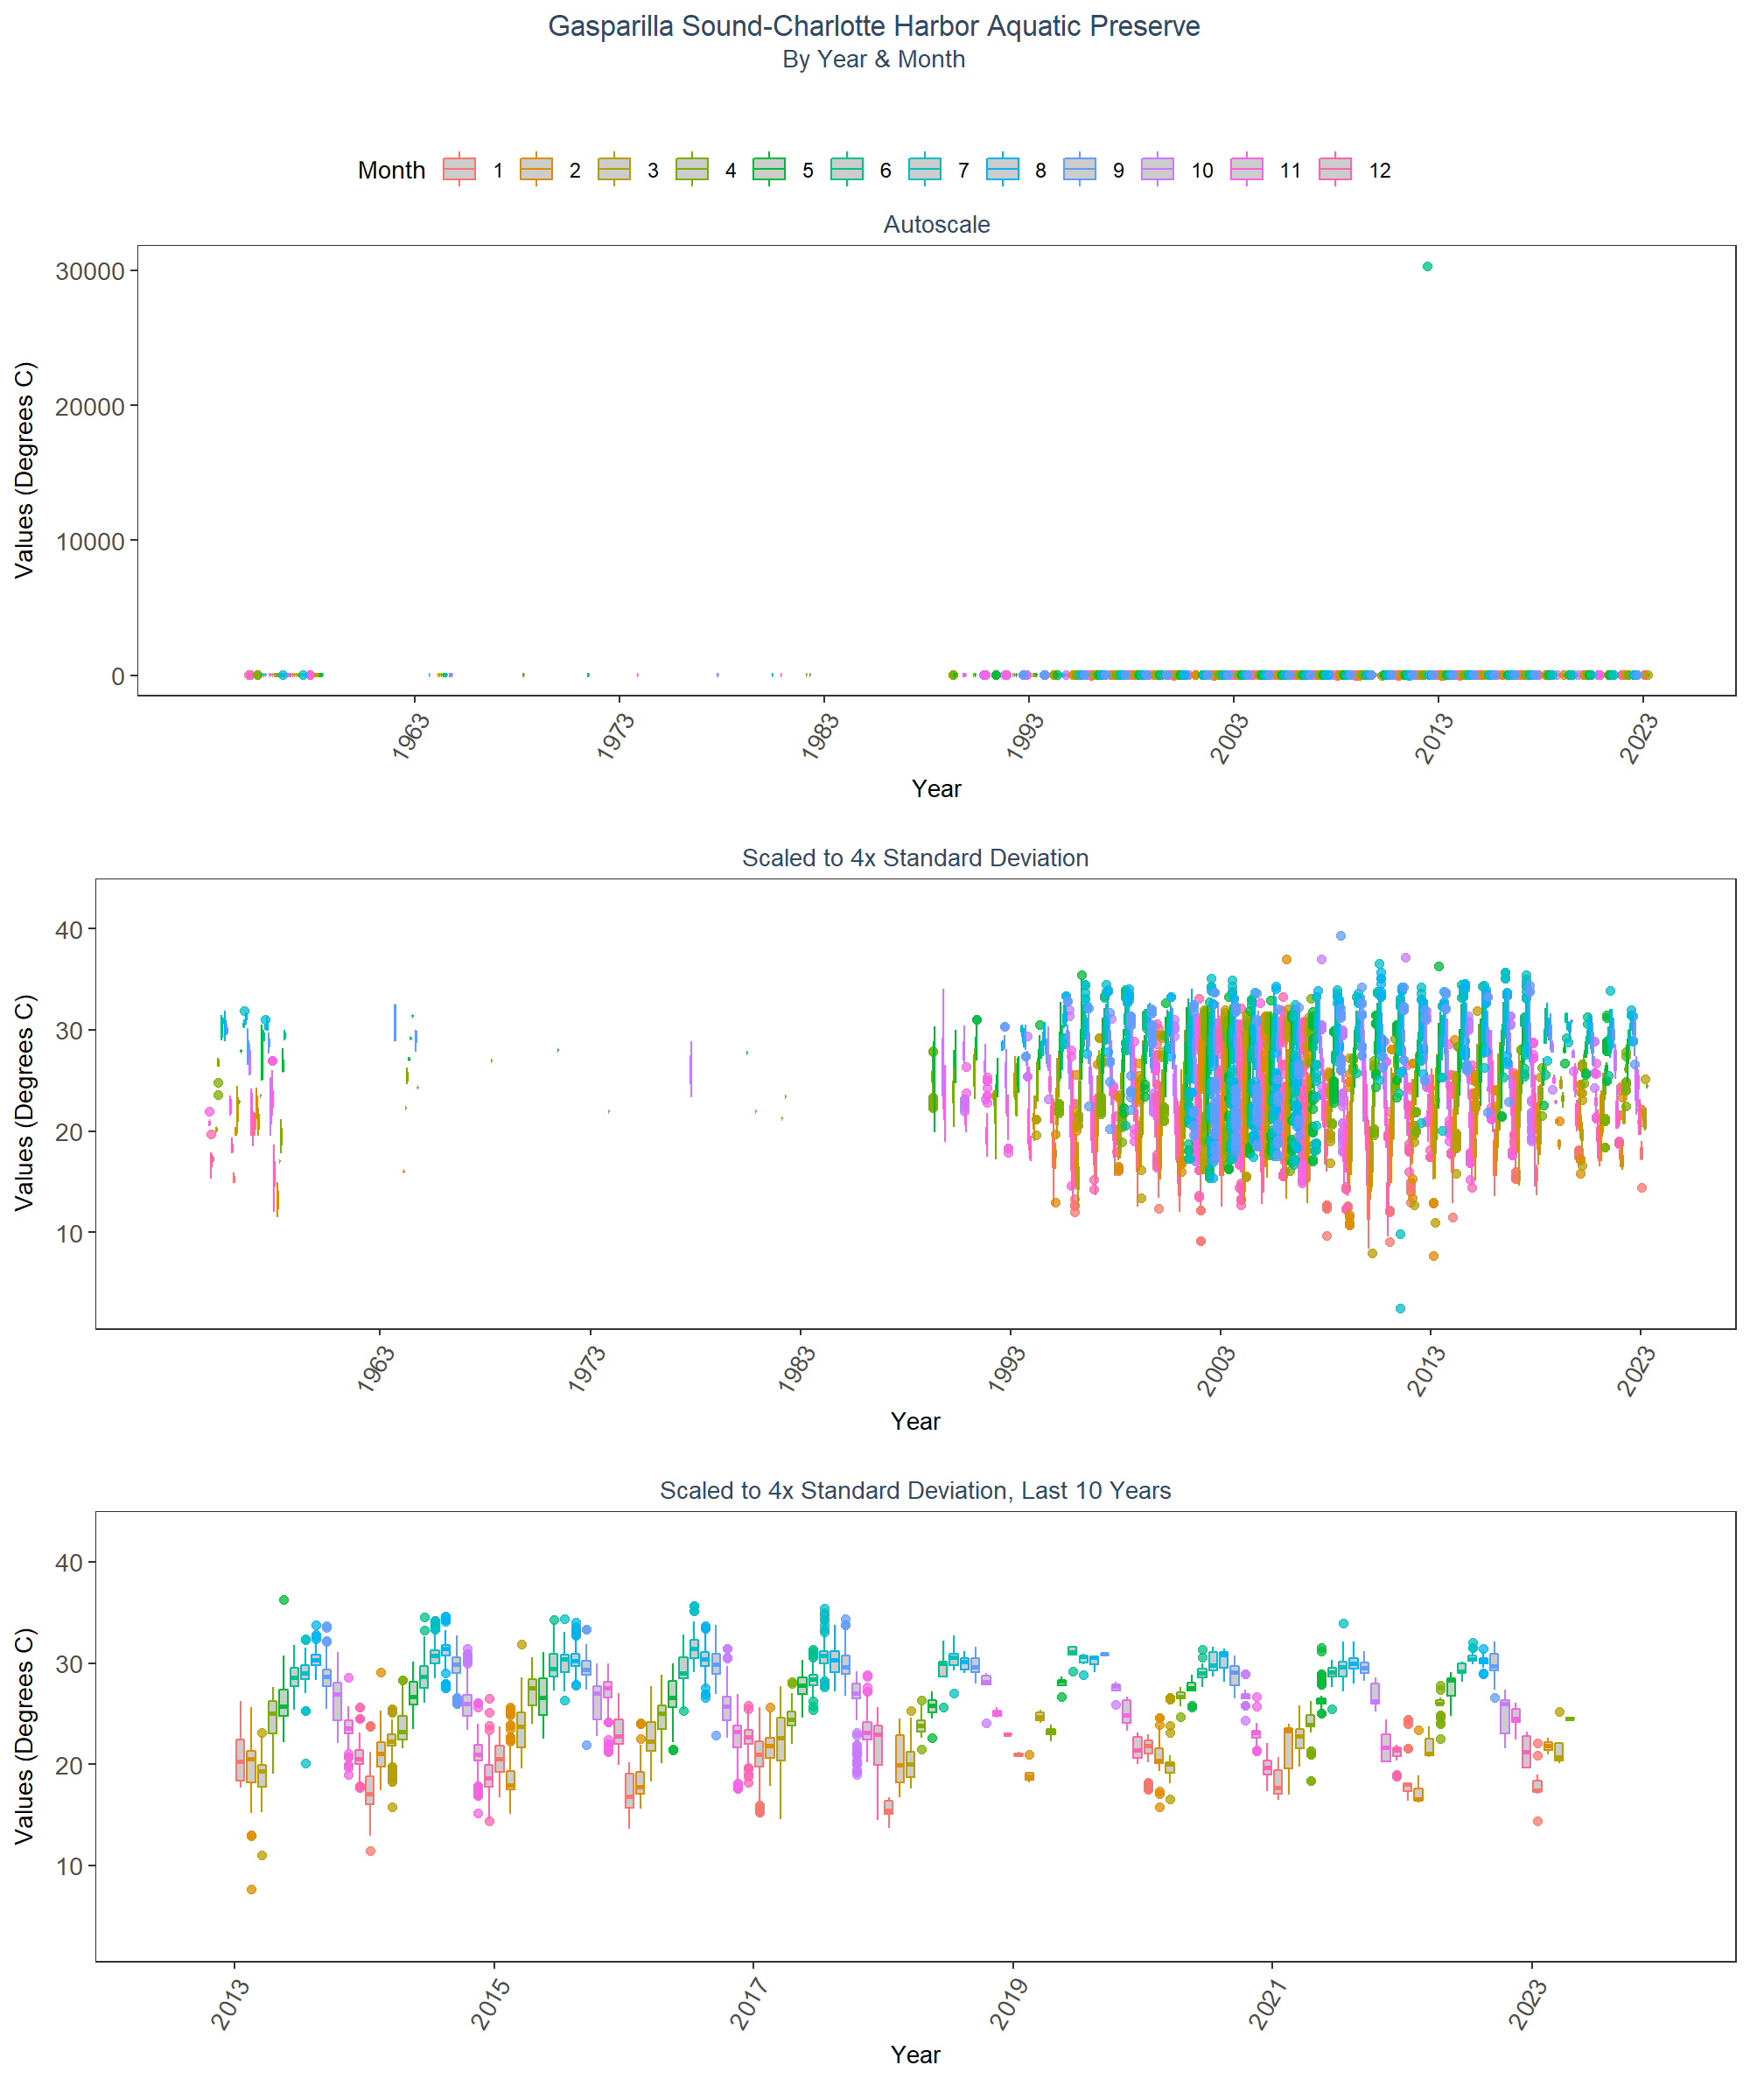 Gasparilla Sound-Charlotte Harbor Aquatic Preserve
By Year & Month
Month 1 2 3 4 5 6 7 8 9 10 11 12
Autoscale
Values (Degrees C)
30000
20000
10000
0
1963 1973 1983 1993 2003 2013 2023
Year
Scaled to 4x Standard Deviation
Values (Degrees C)
40
30
20
10
1963 1973 1983 1993 2003 2013 2023
Year
Scaled to 4x Standard Deviation, Last 10 Years
Values (Degrees C)
40
30
20
10
2013 2015 2017 2019 2021 2023
Year